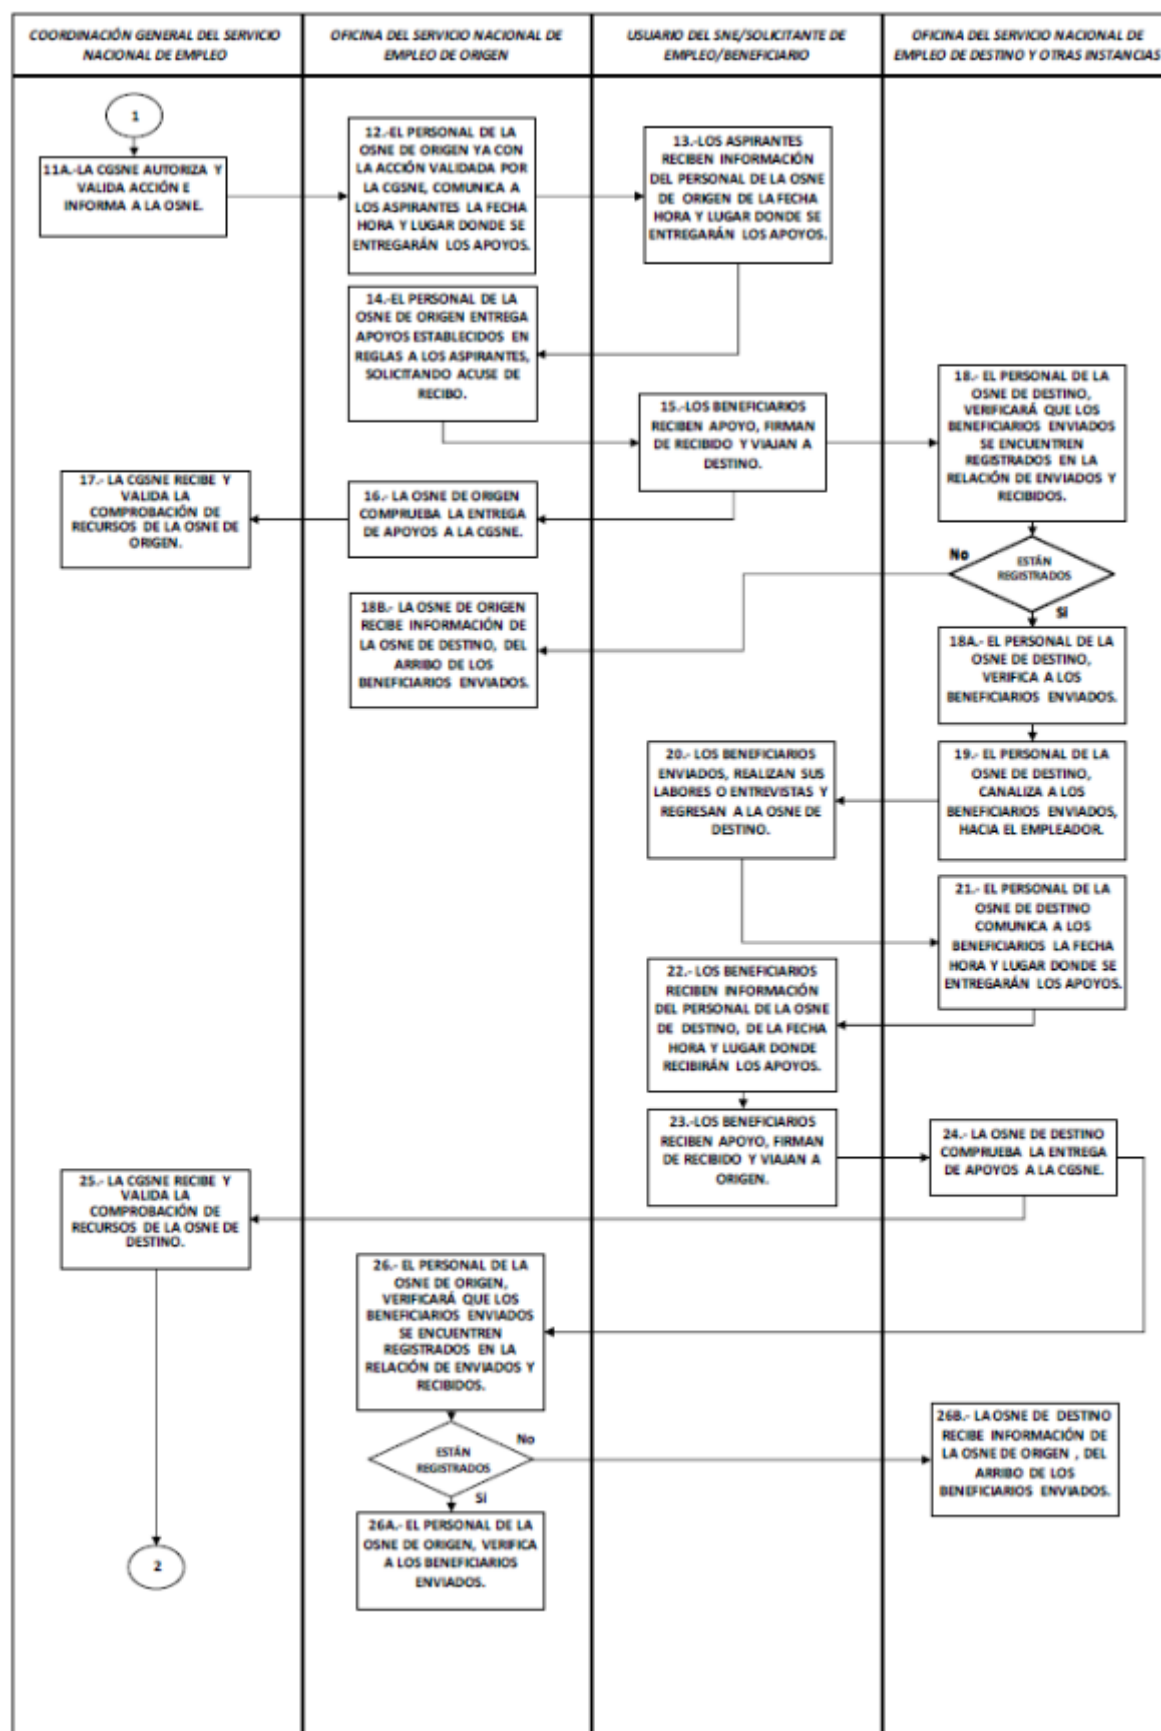 COORDINACIÓN GENERAL DEL SERVICIO
NACIONAL DE EMPLEO
OFICINA DEL SERVICIO NACIONAL DE
EMPLEO DE ORIGEN
USUARIO DEL SNE/SOLICITANTE DE
EMPLEO/BENEFICIARIO
OFICINA DEL SERVICIO NACIONAL DE
EMPLEO DE DESTINO Y OTRAS INSTANCIAS
1
11A.-LA CGSNE AUTORIZA Y
VALIDA ACCIÓN E
INFORMA A LA OSNE.
12.-EL PERSONAL DE LA
OSNE DE ORIGEN YA CON
LA ACCIÓN VALIDADA POR
LA CGSNE, COMUNICA A
LOS ASPIRANTES LA FECHA
HORA Y LUGAR DONDE SE
ENTREGARÁN LOS APOYOS.
13.-LOS ASPIRANTES
RECIBEN INFORMACIÓN
DEL PERSONAL DE LA OSNE
DE ORIGEN DE LA FECHA
HORA Y LUGAR DONDE SE
ENTREGARÁN LOS APOYOS.
14.-EL PERSONAL DE LA
OSNE DE ORIGEN ENTREGA
APOYOS ESTABLECIDOS EN
REGLAS A LOS ASPIRANTES,
SOLICITANDO ACUSE DE
RECIBO.
15.-LOS BENEFICIARIOS
RECIBEN APOYO, FIRMAN
DE RECIBIDO Y VIAJAN A
DESTINO.
18.- EL PERSONAL DE LA
OSNE DE DESTINO,
VERIFICARÁ QUE LOS
BENEFICIARIOS ENVIADOS
SE ENCUENTREN
REGISTRADOS EN LA
RELACIÓN DE ENVIADOS Y
RECIBIDOS.
17.- LA CGSNE RECIBE Y
VALIDA LA
COMPROBACIÓN DE
RECURSOS DE LA OSNE DE
ORIGEN.
16.- LA OSNE DE ORIGEN
COMPRUEBA LA ENTREGA
DE APOYOS A LA CGSNE.
No
ESTÁN
REGISTRADOS
Si
18B.- LA OSNE DE ORIGEN
RECIBE INFORMACIÓN DE
LA OSNE DE DESTINO, DEL
ARRIBO DE LOS
BENEFICIARIOS ENVIADOS.
18A.- EL PERSONAL DE LA
OSNE DE DESTINO,
VERIFICA A LOS
BENEFICIARIOS ENVIADOS.
20.- LOS BENEFICIARIOS
ENVIADOS, REALIZAN SUS
LABORES O ENTREVISTAS Y
REGRESAN A LA OSNE DE
DESTINO.
19.- EL PERSONAL DE LA
OSNE DE DESTINO,
CANALIZA A LOS
BENEFICIARIOS ENVIADOS,
HACIA EL EMPLEADOR.
21.- EL PERSONAL DE LA
OSNE DE DESTINO
COMUNICA A LOS
BENEFICIARIOS LA FECHA
HORA Y LUGAR DONDE SE
ENTREGARÁN LOS APOYOS.
22.- LOS BENEFICIARIOS
RECIBEN INFORMACIÓN
DEL PERSONAL DE LA OSNE
DE DESTINO, DE LA FECHA
HORA Y LUGAR DONDE
RECIBIRÁN LOS APOYOS.
23.-LOS BENEFICIARIOS
RECIBEN APOYO, FIRMAN
DE RECIBIDO Y VIAJAN A
ORIGEN.
24.- LA OSNE DE DESTINO
COMPRUEBA LA ENTREGA
DE APOYOS A LA CGSNE.
25.- LA CGSNE RECIBE Y
VALIDA LA
COMPROBACIÓN DE
RECURSOS DE LA OSNE DE
DESTINO.
26.- EL PERSONAL DE LA
OSNE DE ORIGEN,
VERIFICARÁ QUE LOS
BENEFICIARIOS ENVIADOS
SE ENCUENTREN
REGISTRADOS EN LA
RELACIÓN DE ENVIADOS Y
RECIBIDOS.
ESTÁN
REGISTRADOS
No
Si
26B.- LA OSNE DE DESTINO
RECIBE INFORMACIÓN DE
LA OSNE DE ORIGEN , DEL
ARRIBO DE LOS
BENEFICIARIOS ENVIADOS.
26A.- EL PERSONAL DE LA
OSNE DE ORIGEN, VERIFICA
A LOS BENEFICIARIOS
ENVIADOS.
2